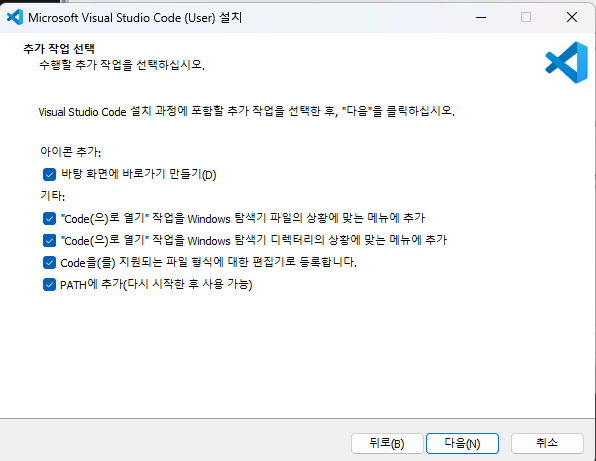 Microsoft Visual Studio Code (User) 설치
추가 작업 선택
수행할 추가 작업을 선택하십시오.
Visual Studio Code 설치 과정에 포함할 추가 작업을 선택한 후, "다음"을 클릭하십시오.
아이콘 추가:
바탕 화면에 바로가기 만들기(D)
기타:
"Code(으)로 열기" 작업을 Windows 탐색기 파일의 상황에 맞는 메뉴에 추가
"Code(으)로 열기" 작업을 Windows 탐색기 디렉터리의 상황에 맞는 메뉴에 추가
Code을(를) 지원되는 파일 형식에 대한 편집기로 등록합니다.
PATH에 추가(다시 시작한 후 사용 가능)
뒤로(B) 다음(N) 취소